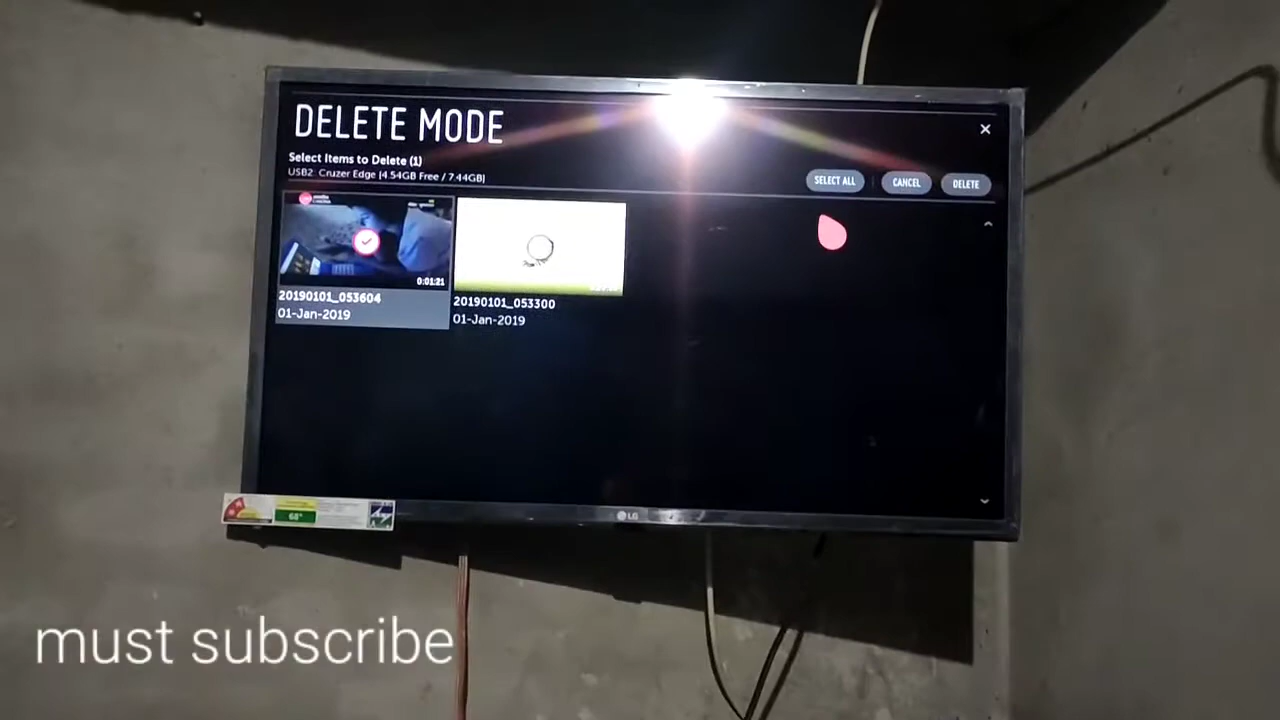 DELETE MODE
Select Items to Delete (1)
USB2 Cruzer Edge (4.54GB Free / 7.44GB)
SELECT ALL
CANCEL
DELETE
0:01:21
20190101_053604
01-Jan-2019
20190101_053300
01-Jan-2019
LG
must subscribe